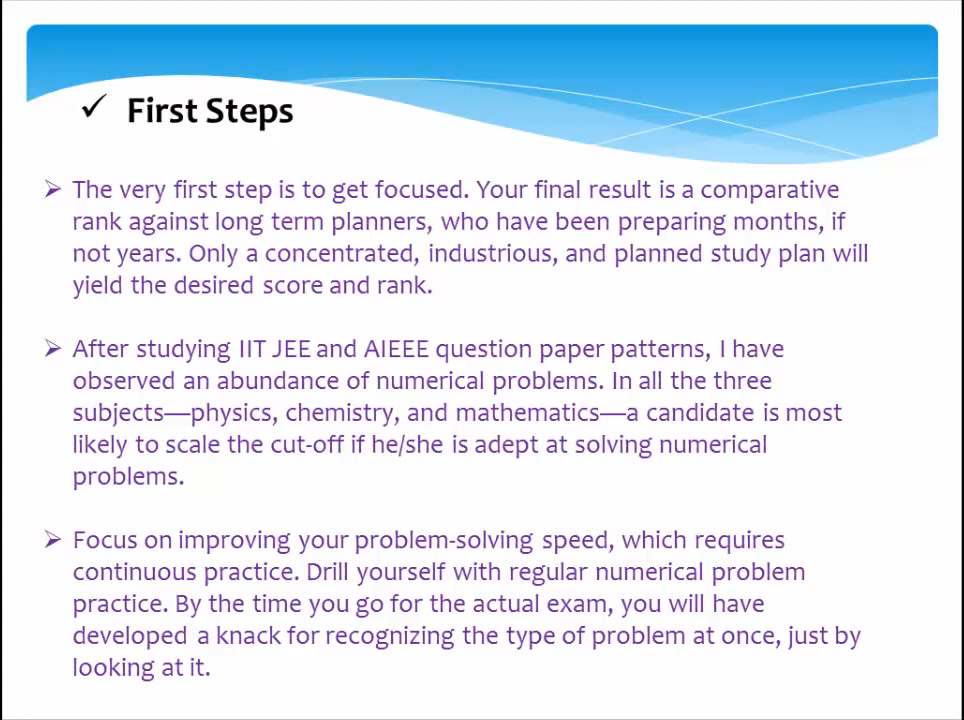 ✓ First Steps
➢ The very first step is to get focused. Your final result is a comparative
rank against long term planners, who have been preparing months, if
not years. Only a concentrated, industrious, and planned study plan will
yield the desired score and rank.
➢ After studying IIT JEE and AIEEE question paper patterns, I have
observed an abundance of numerical problems. In all the three
subjects—physics, chemistry, and mathematics—a candidate is most
likely to scale the cut-off if he/she is adept at solving numerical
problems.
➢ Focus on improving your problem-solving speed, which requires
continuous practice. Drill yourself with regular numerical problem
practice. By the time you go for the actual exam, you will have
developed a knack for recognizing the type of problem at once, just by
looking at it.